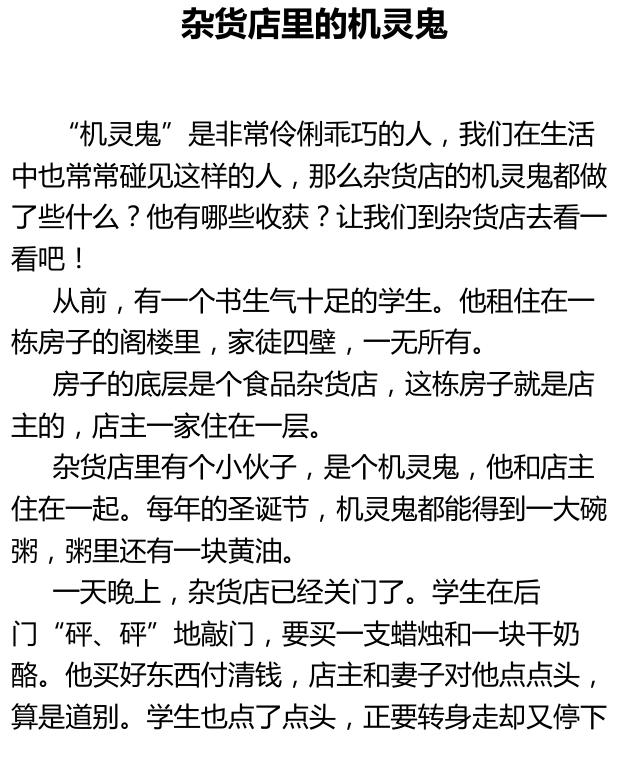 杂货店里的机灵鬼
“机灵鬼”是非常伶俐乖巧的人，我们在生活
中也常常碰见这样的人，那么杂货店的机灵鬼都做
了些什么？他有哪些收获？让我们到杂货店去看一
看吧！
从前，有一个书生气十足的学生。他租住在一
栋房子的阁楼里，家徒四壁，一无所有。
房子的底层是个食品杂货店，这栋房子就是店
主的，店主一家住在一层。
杂货店里有个小伙子，是个机灵鬼，他和店主
住在一起。每年的圣诞节，机灵鬼都能得到一大碗
粥，粥里还有一块黄油。
一天晚上，杂货店已经关门了。学生在后
门“砰、砰”地敲门，要买一支蜡烛和一块干奶
酪。他买好东西付清钱，店主和妻子对他点点头，
算是道别。学生也点了点头，正要转身走却又停下